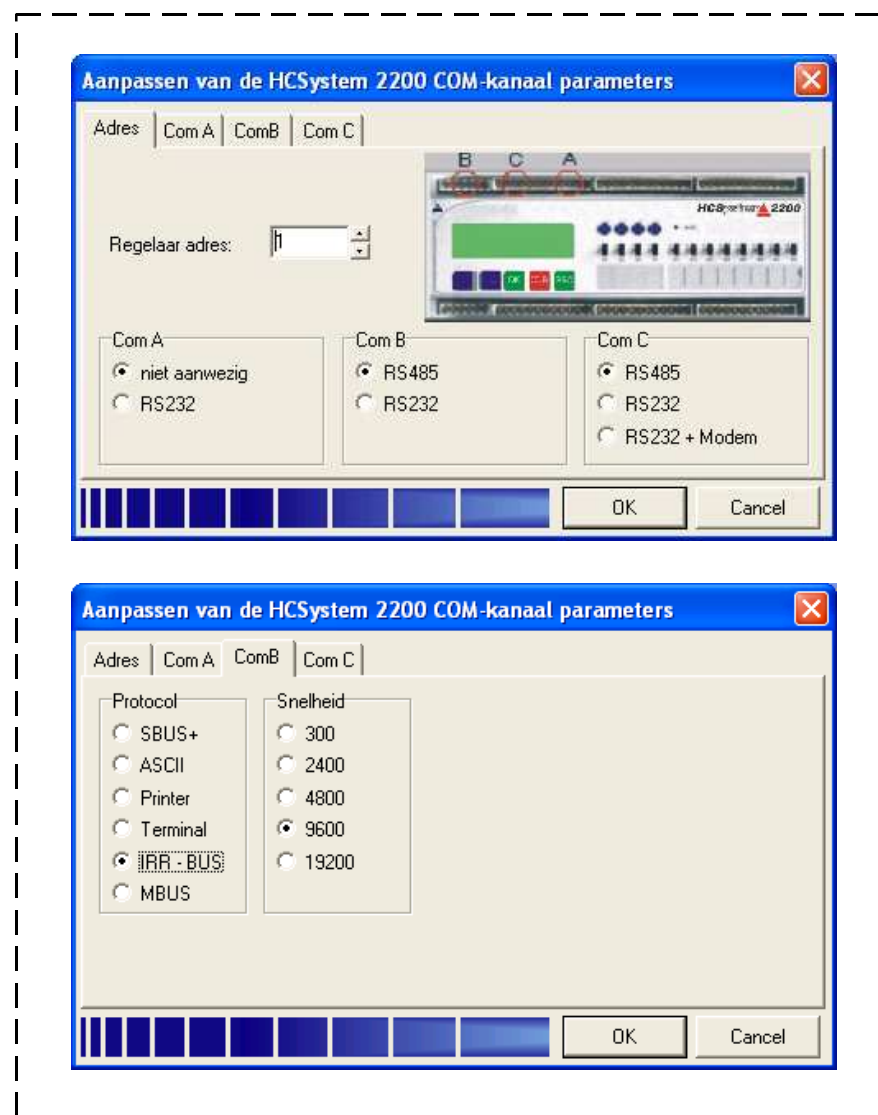 Aanpassen van de HCSystem 2200 COM-kanaal parameters
Adres Com A ComB Com C
B C A
HCSystem 2200
Regelaar adres: 1
OK
Com A Com B Com C
niet aanwezig RS485 RS485
RS232 RS232 RS232
RS232 + Modem
OK Cancel
Aanpassen van de HCSystem 2200 COM-kanaal parameters
Adres Com A ComB Com C
Protocol Snelheid
SBUS+ 300
ASCII 2400
Printer 4800
Terminal 9600
IRR - BUS 19200
MBUS
OK Cancel